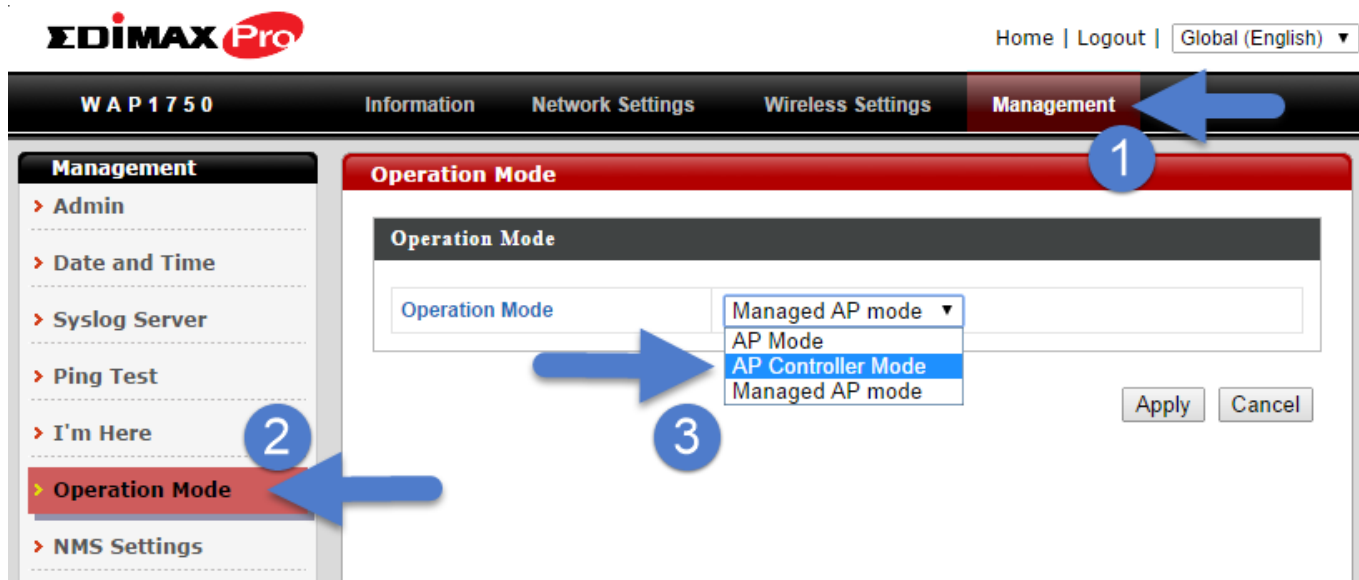 EDIMAX Pro
Home | Logout | Global (English)
WAP1750 Information Network Settings Wireless Settings Management
1
Management
Admin
Date and Time
Syslog Server
Ping Test
I'm Here
2
Operation Mode
NMS Settings
Operation Mode
Operation Mode
Operation Mode Managed AP mode
AP Mode
AP Controller Mode
Managed AP mode
3
Apply Cancel